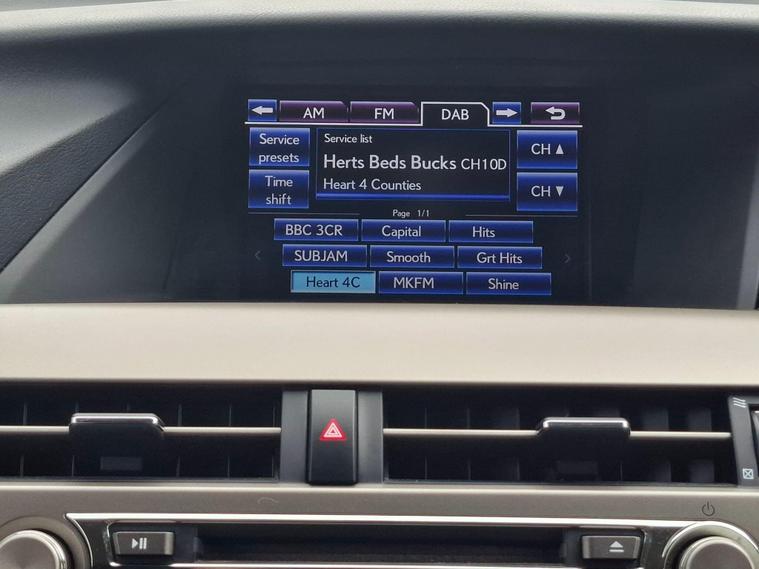 AM FM DAB
Service presets
Service list
Herts Beds Bucks CH10D
Heart 4 Counties
CH ▲
Time shift
CH ▼
Page 1/1
BBC 3CR Capital Hits
SUBJAM Smooth Grt Hits
Heart 4C MKFM Shine